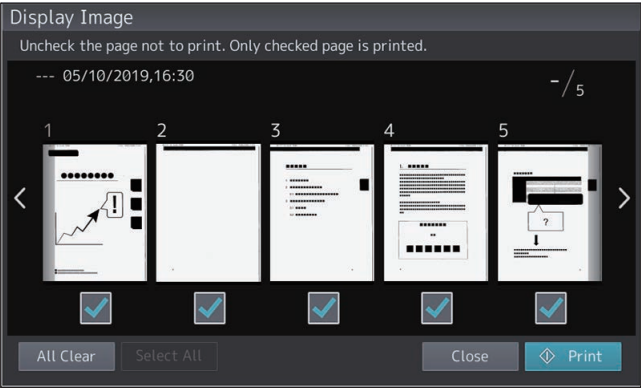 Display Image
Uncheck the page not to print. Only checked page is printed.
--- 05/10/2019,16:30
-/5
1 2 3 4 5
!
1.
?
All Clear Select All Close Print